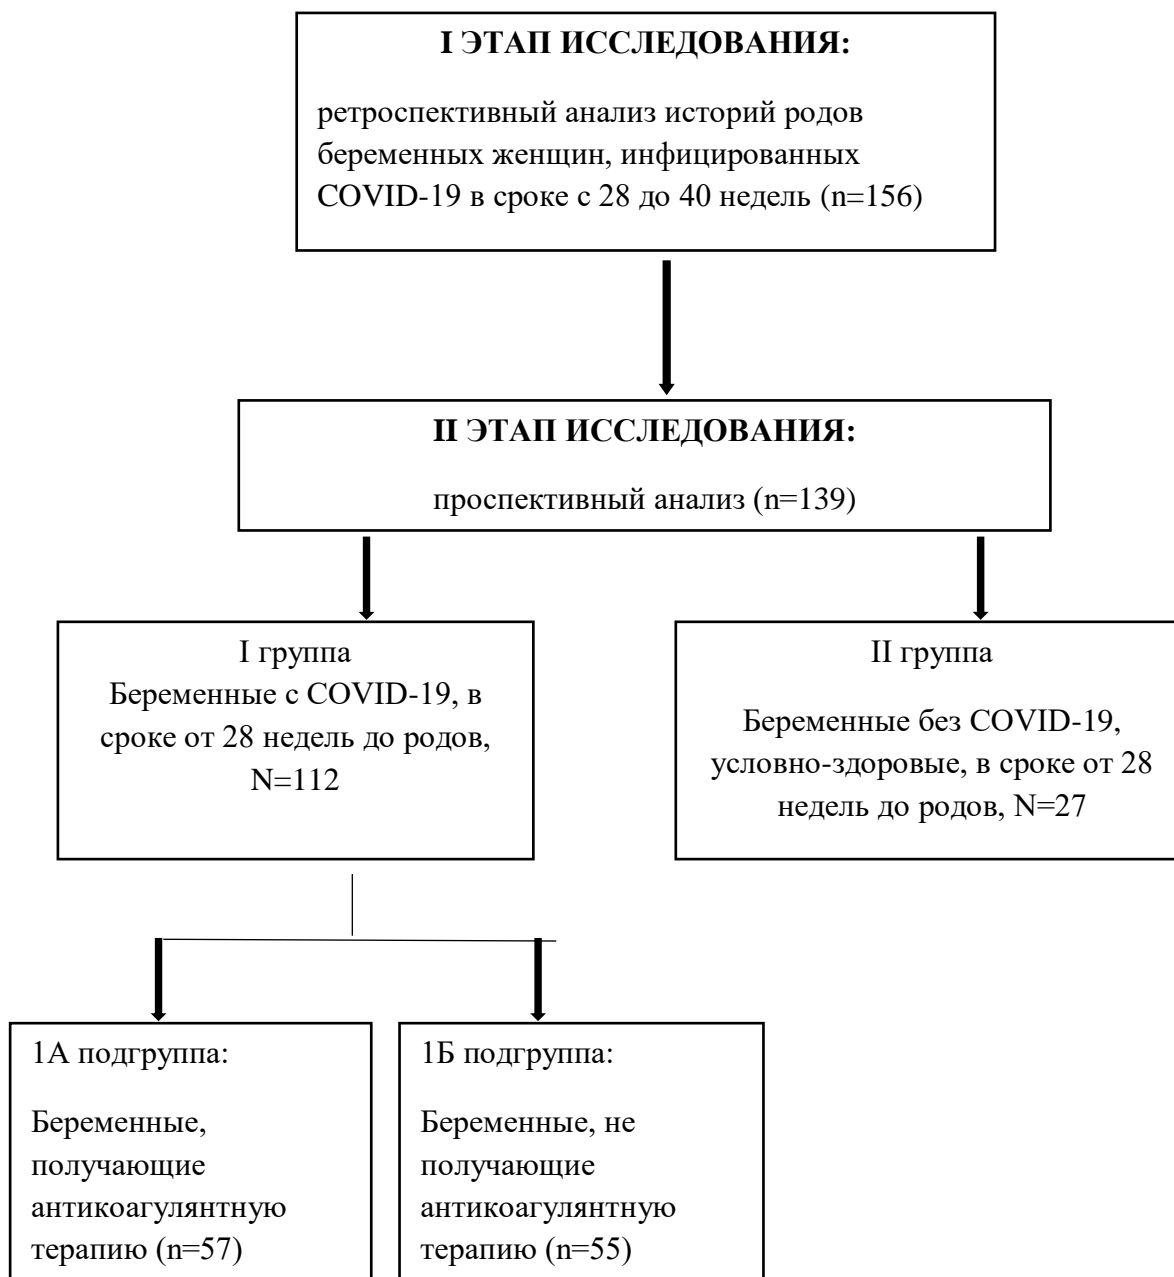 I ЭТАП ИССЛЕДОВАНИЯ:
ретроспективный анализ историй родов
беременных женщин, инфицированных
COVID-19 в сроке с 28 до 40 недель (n=156)
II ЭТАП ИССЛЕДОВАНИЯ:
проспективный анализ (n=139)
I группа
Беременные с COVID-19, в
сроке от 28 недель до родов,
N=112
II группа
Беременные без COVID-19,
условно-здоровые, в сроке от 28
недель до родов, N=27
1А подгруппа:
Беременные,
получающие
антикоагулянтную
терапию (n=57)
1Б подгруппа:
Беременные, не
получающие
антикоагулянтную
терапию (n=55)